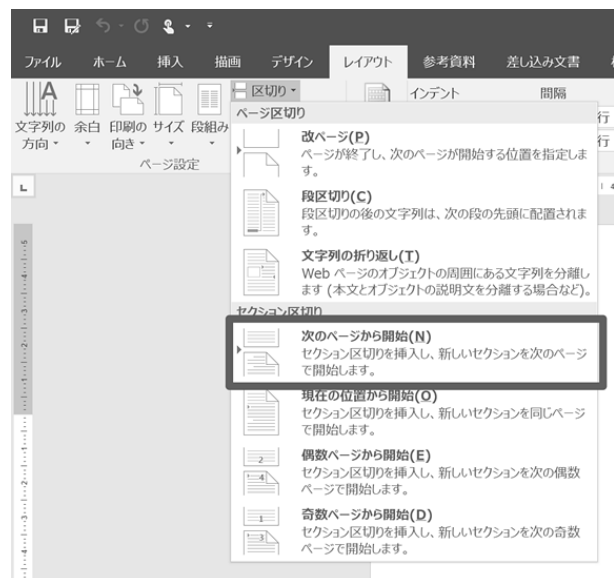 ファイル ホーム 挿入 描画 デザイン レイアウト 参考資料 差し込み文書
文字列の方向 余白 印刷の向き サイズ 段組み
ページ設定
区切り
インデント 間隔
行
行
ページ区切り
改ページ(P)
ページが終了し、次のページが開始する位置を指定しま
す。
段区切り(C)
段区切りの後の文字列は、次の段の先頭に配置されま
す。
文字列の折り返し(T)
Web ページのオブジェクトの周囲にある文字列を分離し
ます (本文とオブジェクトの説明文を分離する場合など)。
セクション区切り
次のページから開始(N)
セクション区切りを挿入し、新しいセクションを次のページ
で開始します。
現在の位置から開始(O)
セクション区切りを挿入し、新しいセクションを同じページ
で開始します。
偶数ページから開始(E)
セクション区切りを挿入し、新しいセクションを次の偶数
ページで開始します。
奇数ページから開始(D)
セクション区切りを挿入し、新しいセクションを次の奇数
ページで開始します。